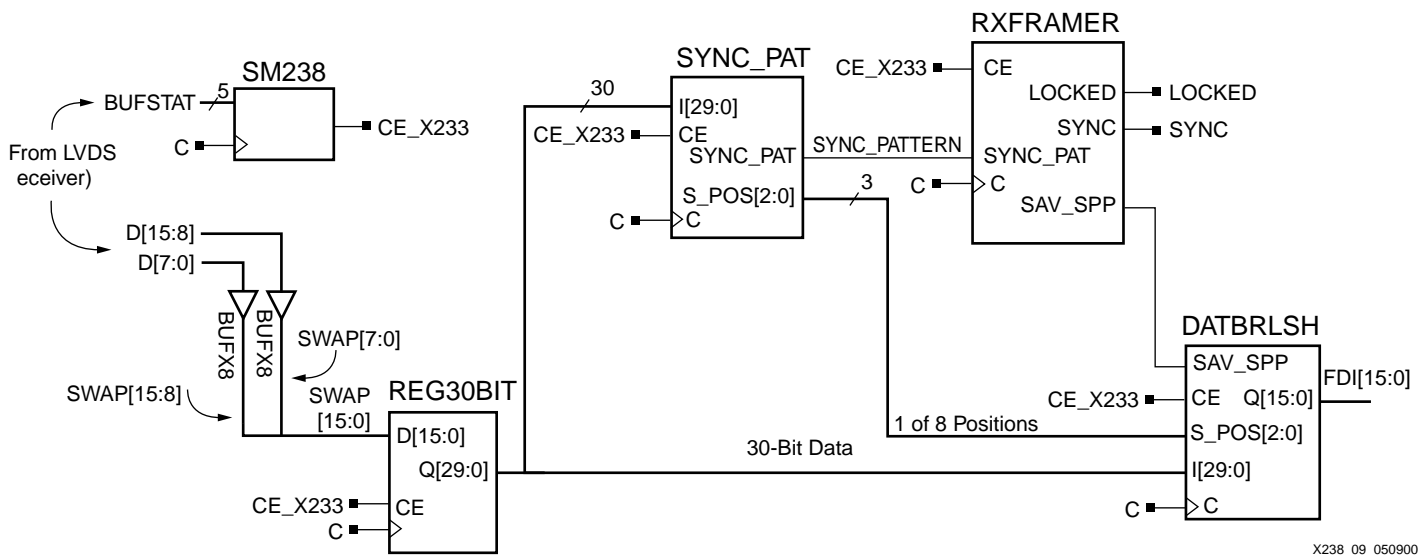 RXFRAMER
SYNC_PAT
SM238
CE_X233
CE
LOCKED
LOCKED
BUFSTAT
5
30
I[29:0]
SYNC
SYNC
CE_X233
CE_X233
CE
SYNC_PATTERN
C
From LVDS
eceiver)
SYNC_PAT
SYNC_PAT
C
C
3
S_POS[2:0]
SAV_SPP
C
C
D[15:8]
D[7:0]
BUFX8
BUFX8
DATBRLSH
SWAP[7:0]
SAV_SPP
FDI[15:0]
SWAP[15:8]
REG30BIT
SWAP
[15:0]
CE_X233
CE
Q[15:0]
D[15:0]
1 of 8 Positions
S_POS[2:0]
30-Bit Data
Q[29:0]
I[29:0]
CE_X233
CE
C
C
C
X238_09_050900